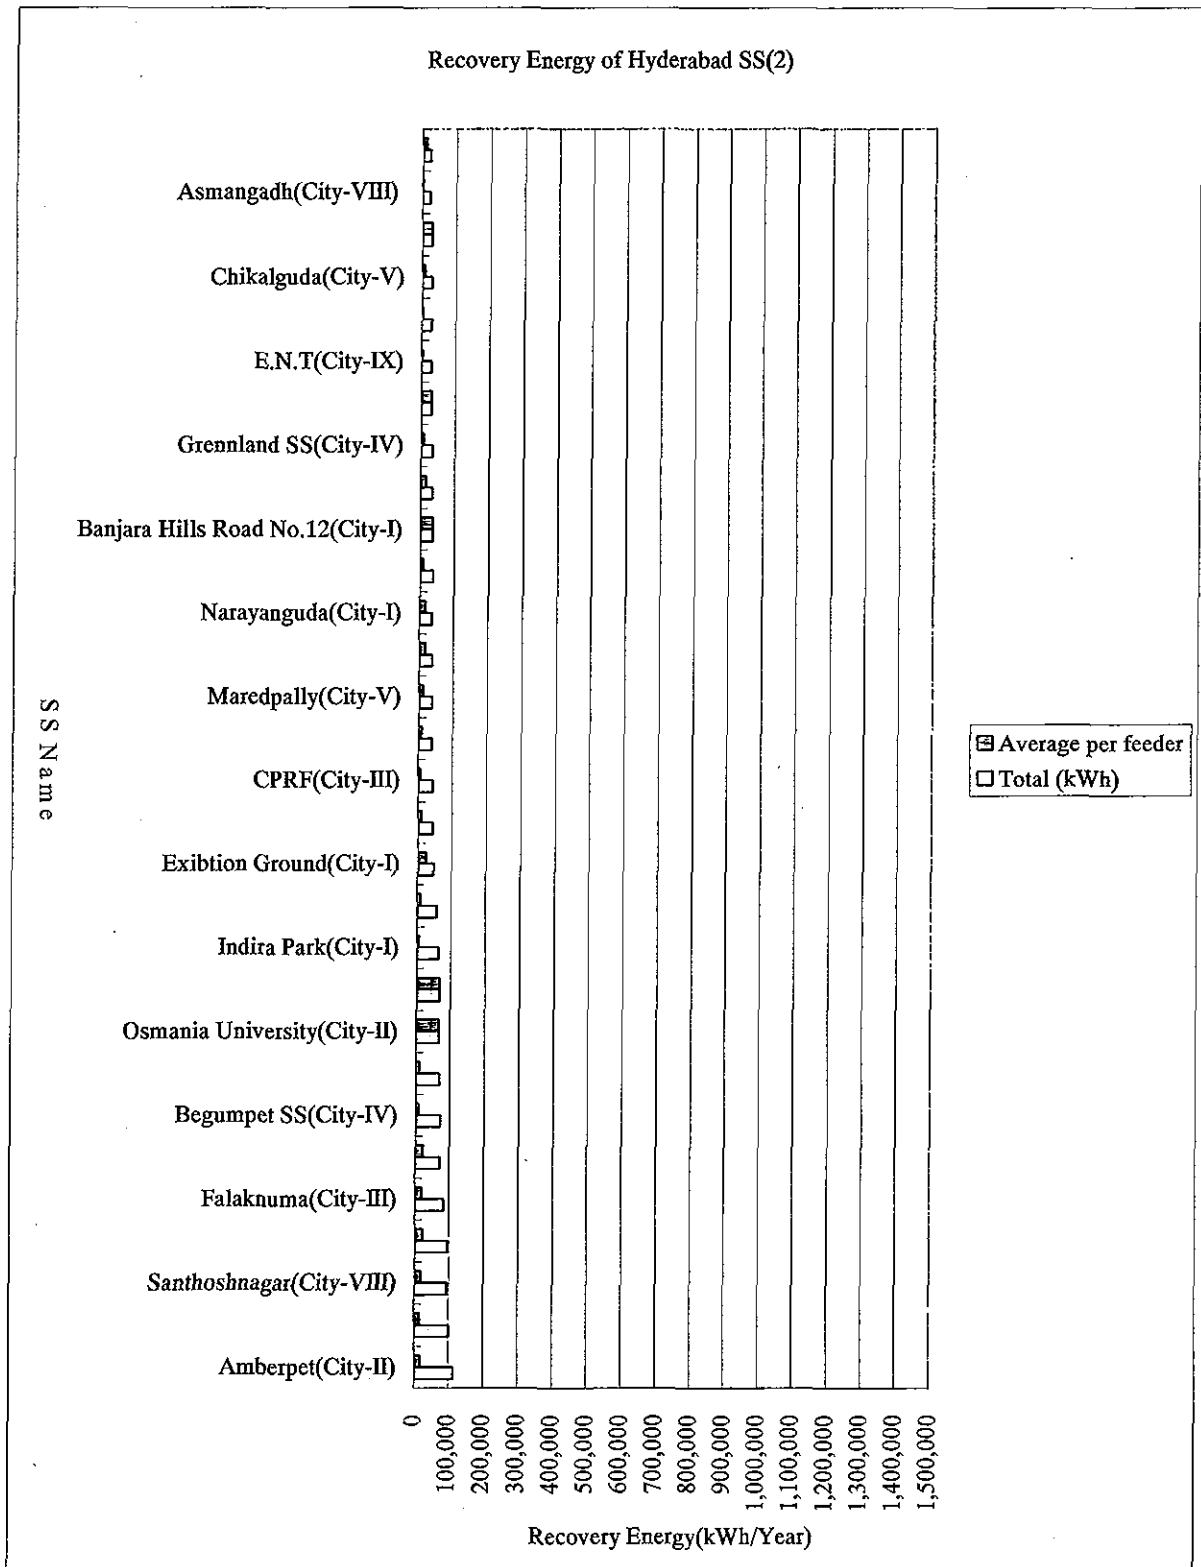 Recovery Energy of Hyderabad SS(2)
Asmangadh(City-VIII)
Chikalguda(City-V)
E.N.T(City-IX)
Grennland SS(City-IV)
Banjara Hills Road No.12(City-I)
Narayanguda(City-I)
Maredpally(City-V)
CPRF(City-III)
Exibtion Ground(City-I)
Indira Park(City-I)
Osmania University(City-II)
Begumpet SS(City-IV)
Falaknuma(City-III)
Santhoshnagar(City-VIII)
Amberpet(City-II)
SS Name
Average per feeder
Total (kWh)
0
100,000
200,000
300,000
400,000
500,000
600,000
700,000
800,000
900,000
1,000,000
1,100,000
1,200,000
1,300,000
1,400,000
1,500,000
Recovery Energy(kWh/Year)